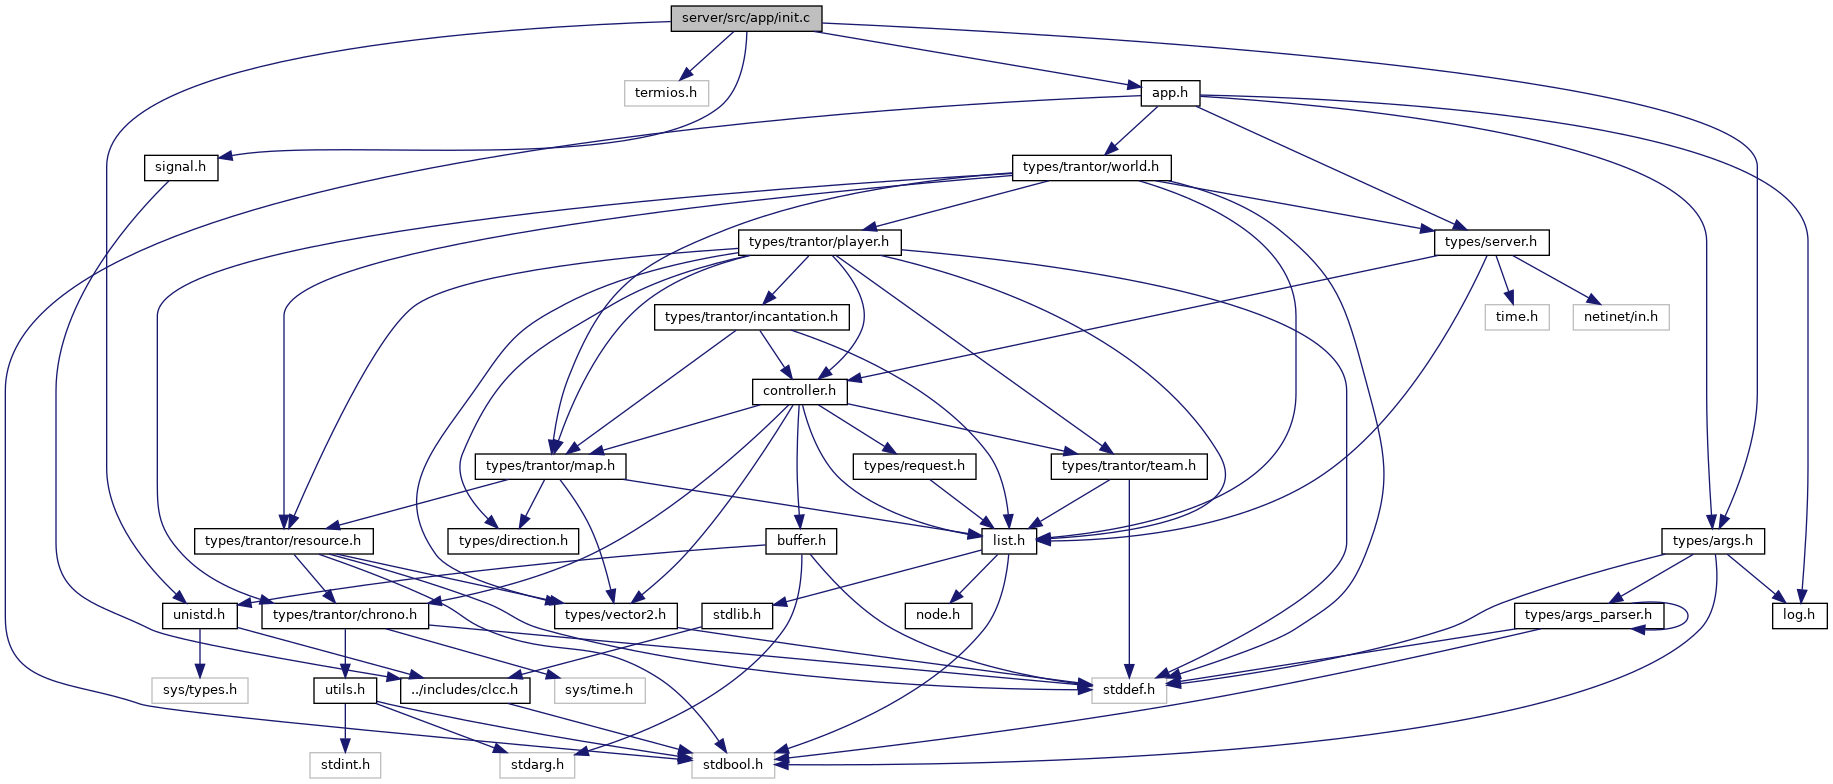 server/src/app/init.c
termios.h
app.h
signal.h
types/trantor/world.h
types/trantor/player.h
types/server.h
types/trantor/incantation.h
time.h
netinet/in.h
controller.h
types/trantor/map.h
types/request.h
types/trantor/team.h
types/trantor/resource.h
types/direction.h
buffer.h
list.h
types/args.h
unistd.h
types/trantor/chrono.h
types/vector2.h
stdlib.h
node.h
types/args_parser.h
log.h
sys/types.h
utils.h
../includes/clcc.h
sys/time.h
stddef.h
stdint.h
stdarg.h
stdbool.h